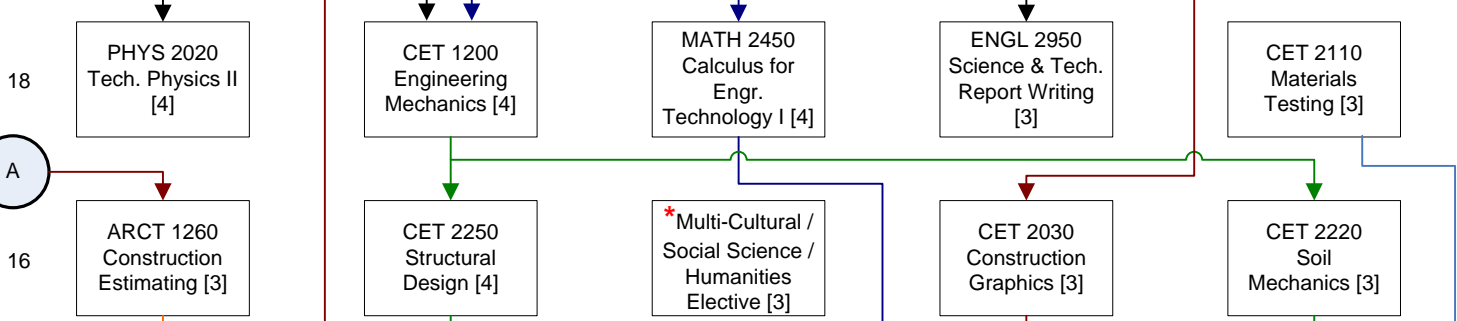 18
PHYS 2020
Tech. Physics II
[4]
CET 1200
Engineering
Mechanics [4]
MATH 2450
Calculus for
Engr.
Technology I [4]
ENGL 2950
Science & Tech.
Report Writing
[3]
CET 2110
Materials
Testing [3]
A
16
ARCT 1260
Construction
Estimating [3]
CET 2250
Structural
Design [4]
*Multi-Cultural /
Social Science /
Humanities
Elective [3]
CET 2030
Construction
Graphics [3]
CET 2220
Soil
Mechanics [3]